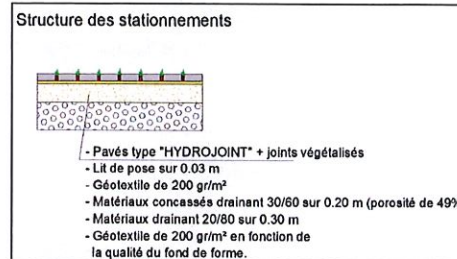 Structure des stationnements
- Pavés type "HYDROJOINT" + joints végétalisés
- Lit de pose sur 0.03 m
- Géotextile de 200 gr/m²
- Matériaux concassés drainant 30/60 sur 0.20 m (porosité de 49%
- Matériaux drainant 20/80 sur 0.30 m
- Géotextile de 200 gr/m² en fonction de
la qualité du fond de forme.